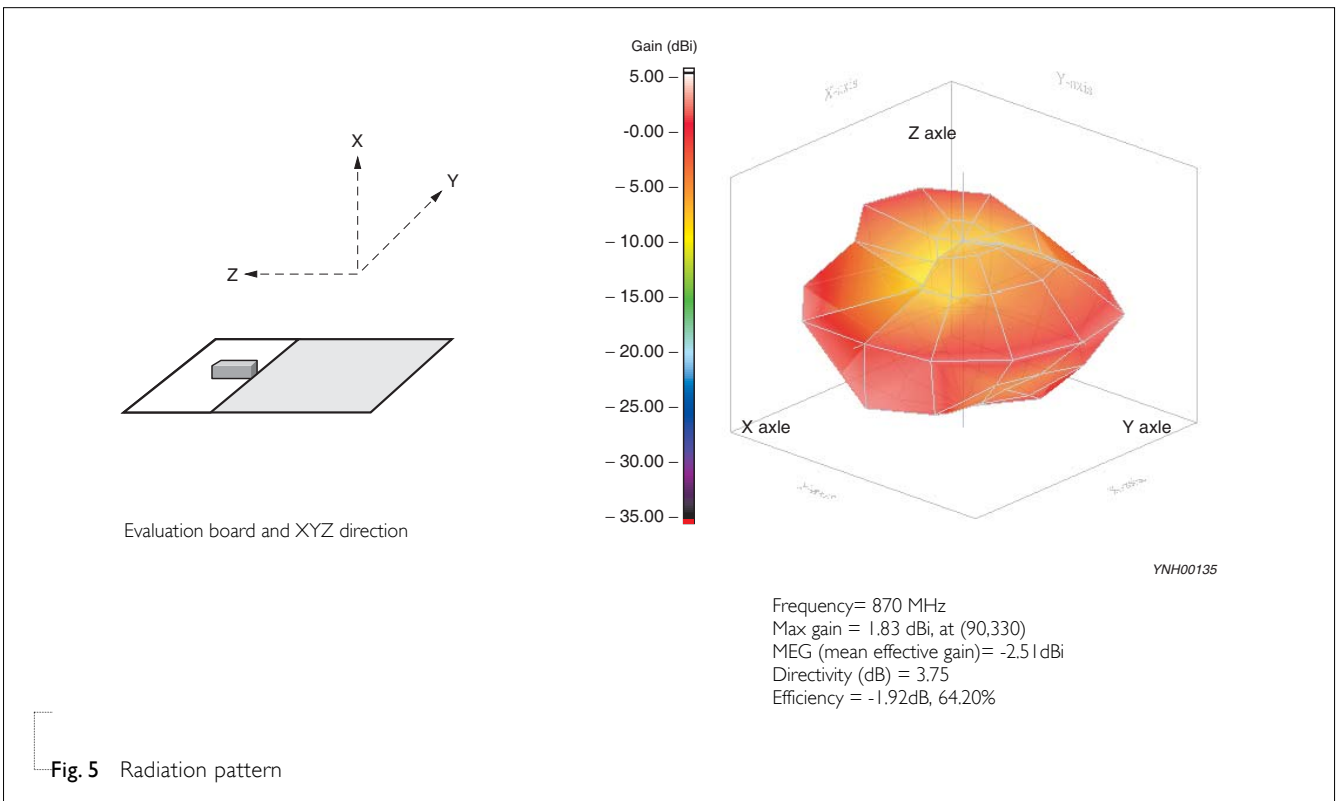 Gain (dBi)
5.00 –
-0.00 –
– 5.00 –
– 10.00 –
– 15.00 –
– 20.00 –
– 25.00 –
– 30.00 –
– 35.00 –
X
Y
Z
Evaluation board and XYZ direction
X-axis
Y-axis
Z axle
X axle
Y axle
YNH00135
Frequency= 870 MHz
Max gain = 1.83 dBi, at (90,330)
MEG (mean effective gain)= -2.51dBi
Directivity (dB) = 3.75
Efficiency = -1.92dB, 64.20%
Fig. 5 Radiation pattern